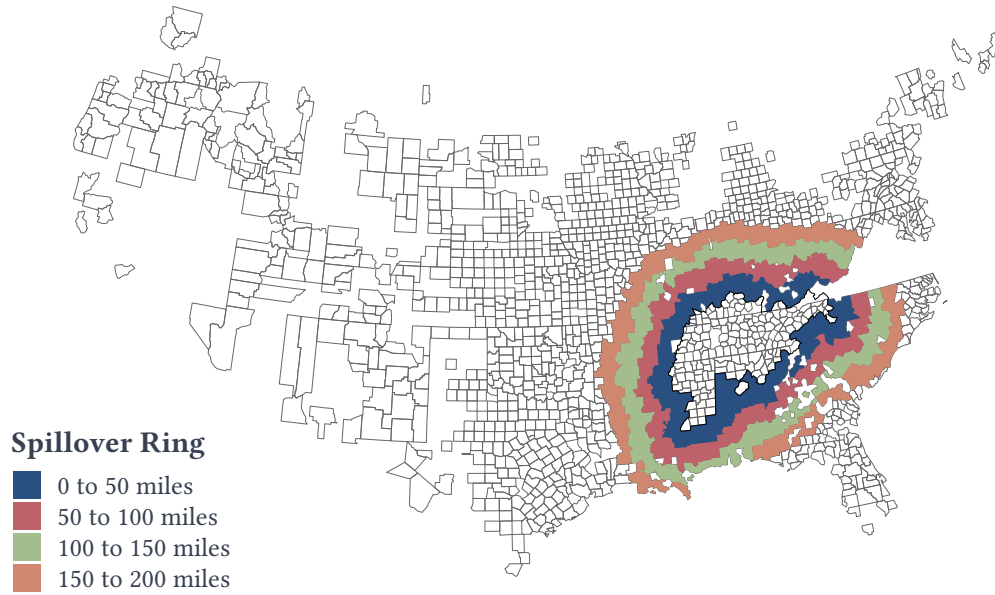 Spillover Ring
0 to 50 miles
50 to 100 miles
100 to 150 miles
150 to 200 miles